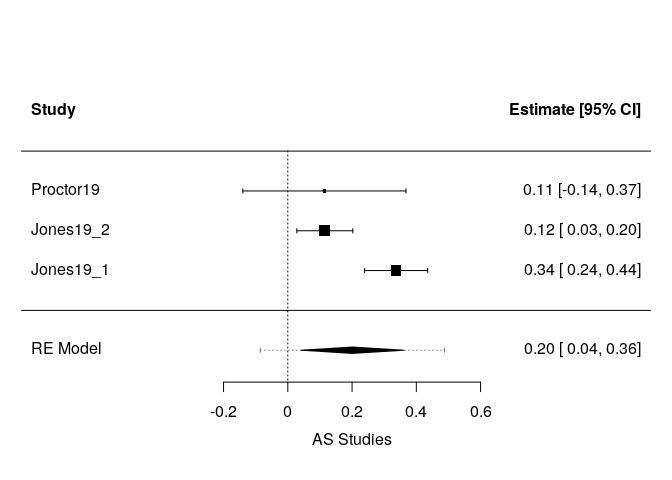 Study Estimate [95% CI]
Proctor19 0.11 [-0.14, 0.37]
Jones19_2 0.12 [ 0.03, 0.20]
Jones19_1 0.34 [ 0.24, 0.44]
RE Model 0.20 [ 0.04, 0.36]
-0.2 0 0.2 0.4 0.6
AS Studies